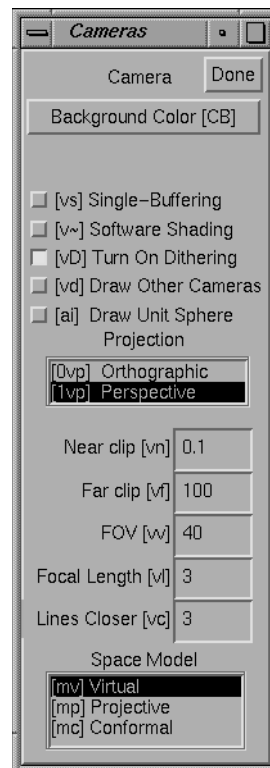 Cameras
Camera Done
Background Color [CB]
[vs] Single-Buffering
[v~] Software Shading
[vD] Turn On Dithering
[vd] Draw Other Cameras
[ai] Draw Unit Sphere
Projection
[0vp] Orthographic
[1vp] Perspective
Near clip [vn] 0.1
Far clip [vf] 100
FOV [vv] 40
Focal Length [vl] 3
Lines Closer [vc] 3
Space Model
[mv] Virtual
[mp] Projective
[mc] Conformal